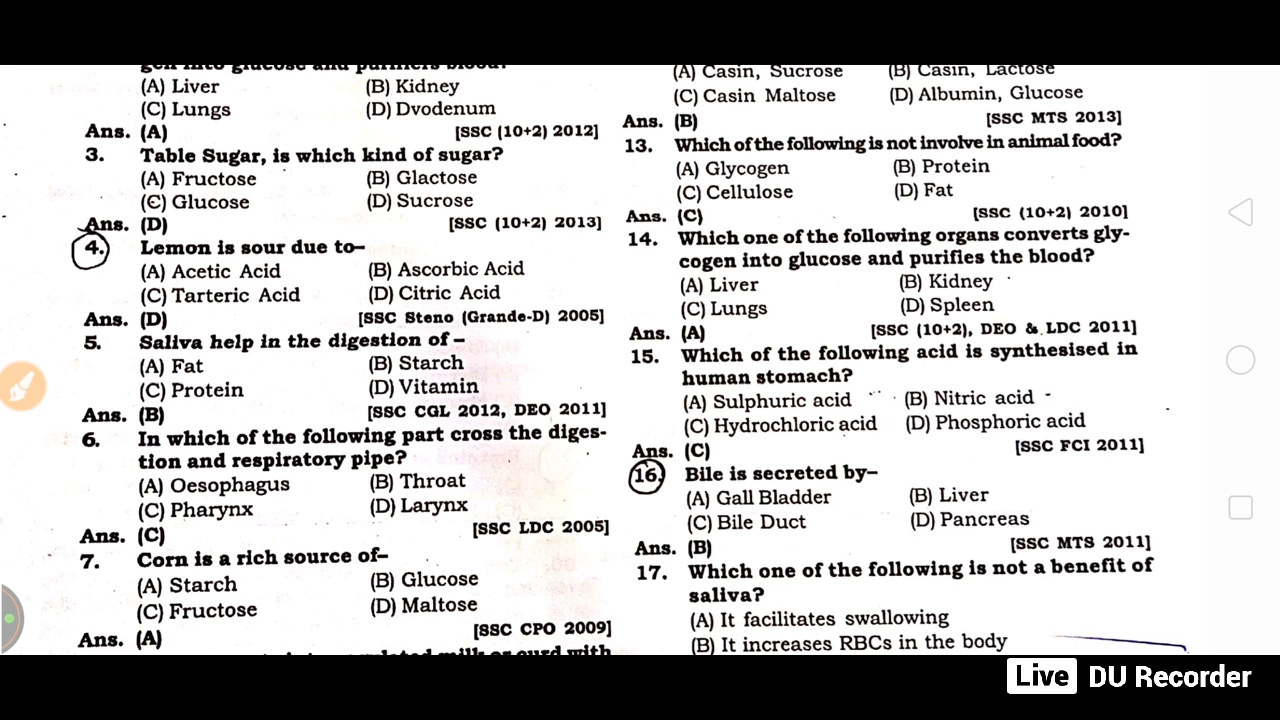 gen into glucose and purifiers blood?
(A) Liver (B) Kidney
(C) Lungs (D) Dvodenum
Ans. (A) [SSC (10+2) 2012]
3. Table Sugar, is which kind of sugar?
(A) Fructose (B) Glactose
(C) Glucose (D) Sucrose
Ans. (D) [SSC (10+2) 2013]
4. Lemon is sour due to–
(A) Acetic Acid (B) Ascorbic Acid
(C) Tarteric Acid (D) Citric Acid
Ans. (D) [SSC Steno (Grande-D) 2005]
5. Saliva help in the digestion of –
(A) Fat (B) Starch
(C) Protein (D) Vitamin
Ans. (B) [SSC CGL 2012, DEO 2011]
6. In which of the following part cross the diges-
tion and respiratory pipe?
(A) Oesophagus (B) Throat
(C) Pharynx (D) Larynx
Ans. (C) [SSC LDC 2005]
7. Corn is a rich source of–
(A) Starch (B) Glucose
(C) Fructose (D) Maltose
Ans. (A) [SSC CPO 2009]
milk or curd with
(A) Casin, Sucrose (B) Casin, Lactose
(C) Casin Maltose (D) Albumin, Glucose
Ans. (B) [SSC MTS 2013]
13. Which of the following is not involve in animal food?
(A) Glycogen (B) Protein
(C) Cellulose (D) Fat
Ans. (C) [SSC (10+2) 2010]
14. Which one of the following organs converts gly-
cogen into glucose and purifies the blood?
(A) Liver (B) Kidney
(C) Lungs (D) Spleen
Ans. (A) [SSC (10+2), DEO & LDC 2011]
15. Which of the following acid is synthesised in
human stomach?
(A) Sulphuric acid (B) Nitric acid
(C) Hydrochloric acid (D) Phosphoric acid
Ans. (C) [SSC FCI 2011]
16. Bile is secreted by–
(A) Gall Bladder (B) Liver
(C) Bile Duct (D) Pancreas
Ans. (B) [SSC MTS 2011]
17. Which one of the following is not a benefit of
saliva?
(A) It facilitates swallowing
(B) It increases RBCs in the body
Live DU Recorder